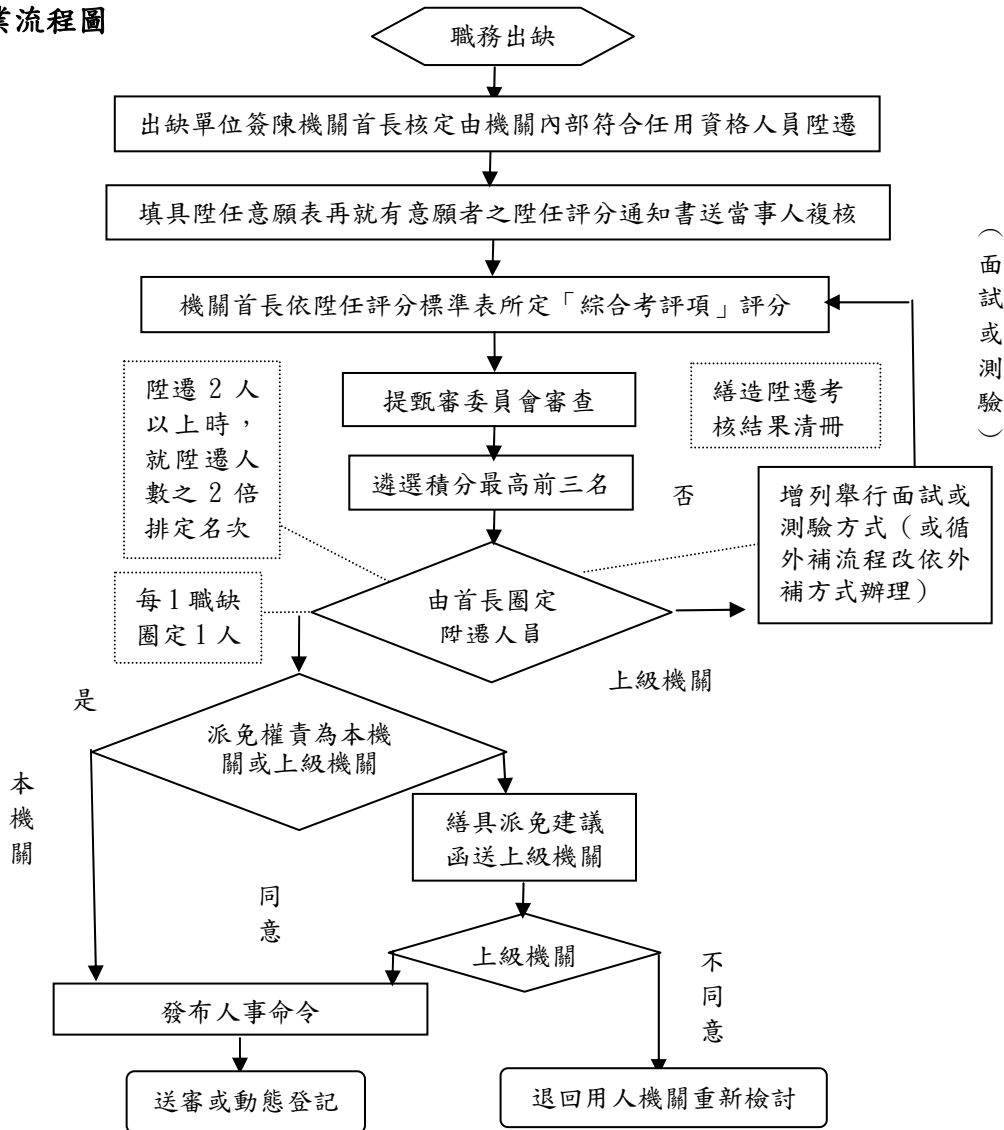 業流程圖
職務出缺
出缺單位簽陳機關首長核定由機關內部符合任用資格人員陞遷
填具陞任意願表再就有意願者之陞任評分通知書送當事人複核
機關首長依陞任評分標準表所定「綜合考評項」評分
（面試或測驗）
陞遷 2 人
以上時，
就陞遷人
數之 2 倍
排定名次
提甄審委員會審查
繕造陞遷考
核結果清冊
遴選積分最高前三名
否
增列舉行面試或
測驗方式（或循
外補流程改依外
補方式辦理）
每 1 職缺
圈定 1 人
由首長圈定
陞遷人員
上級機關
是
派免權責為本機
關或上級機關
本機關
繕具派免建議
函送上級機關
同意
上級機關
不同意
發布人事命令
送審或動態登記
退回用人機關重新檢討